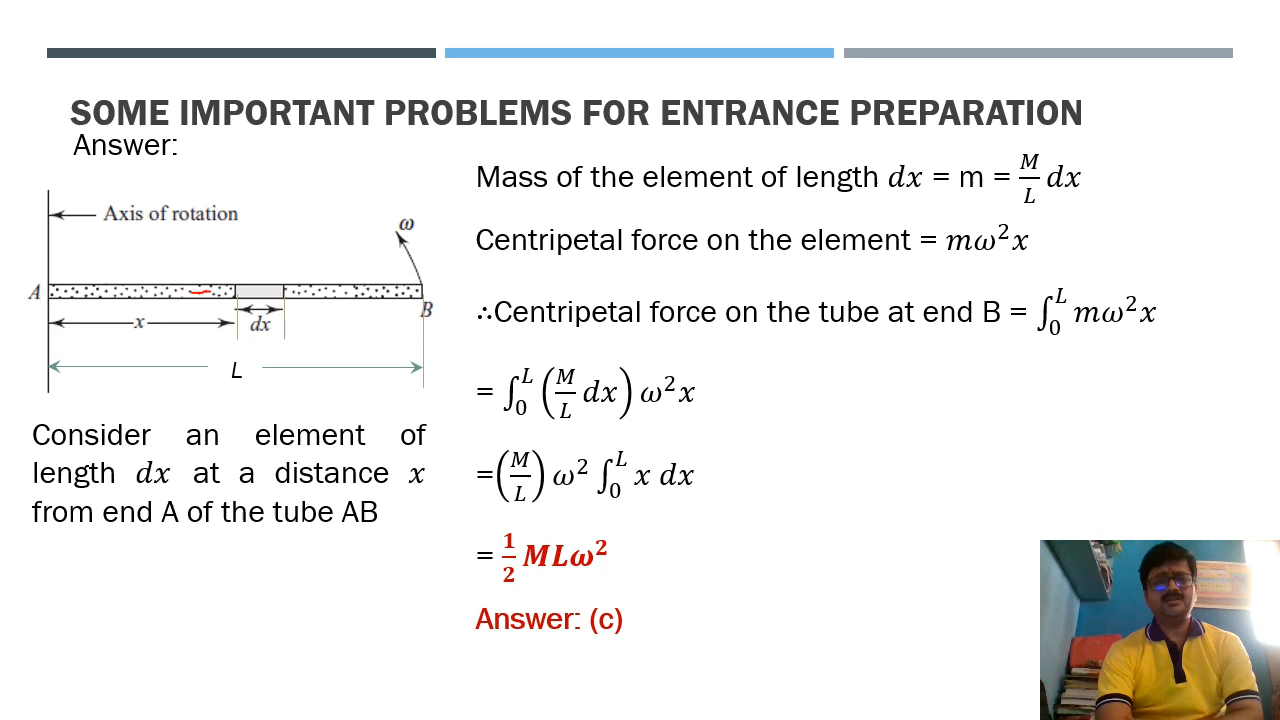 SOME IMPORTANT PROBLEMS FOR ENTRANCE PREPARATION
Answer:
Axis of rotation
ω
A
B
x
dx
L
Consider an element of
length dx at a distance x
from end A of the tube AB
Mass of the element of length dx = m = M/L dx
Centripetal force on the element = mω²x
∴Centripetal force on the tube at end B = ∫₀ᴸ mω²x
= ∫₀ᴸ (M/L dx) ω²x
=(M/L) ω² ∫₀ᴸ x dx
= 1/2 MLω²
Answer: (c)